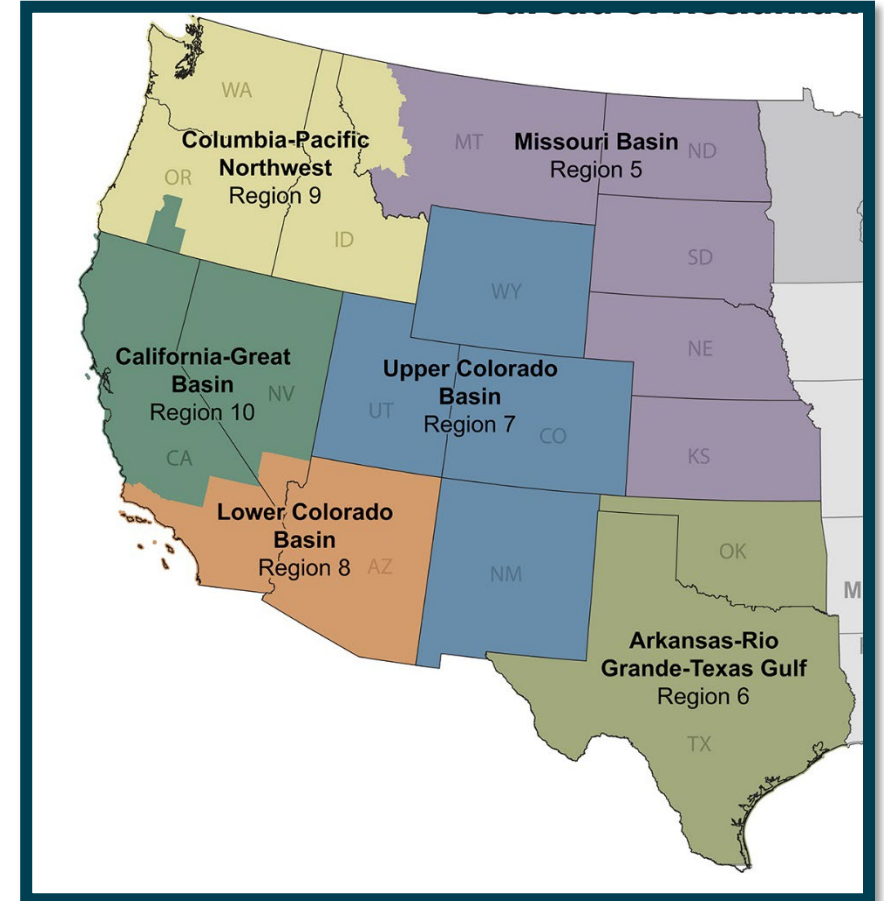 WA
Columbia-Pacific
Northwest
Region 9
OR
ID
MT
Missouri Basin
Region 5
ND
SD
WY
NE
California-Great
Basin
Region 10
NV
CA
Upper Colorado
Basin
Region 7
UT
CO
KS
Lower Colorado
Basin
Region 8
AZ
NM
OK
M
Arkansas-Rio
Grande-Texas Gulf
Region 6
TX